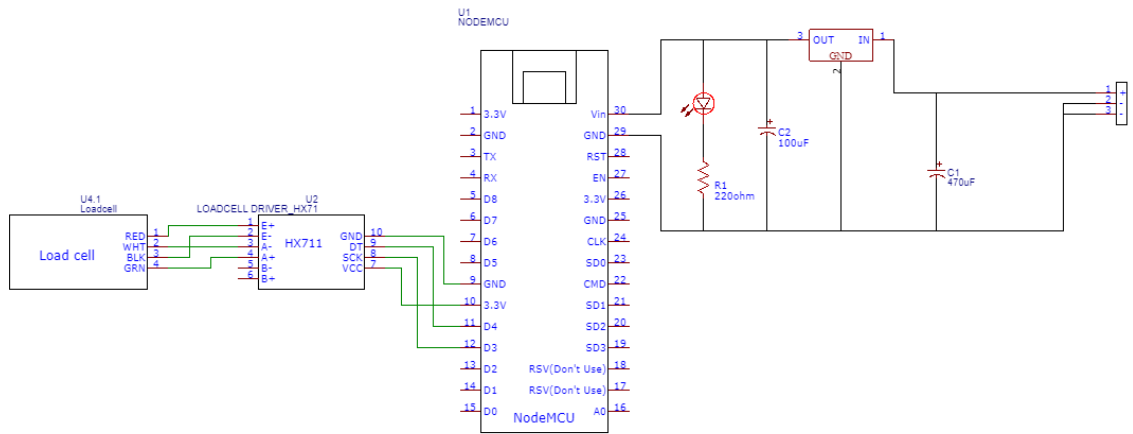 U1
NODEMCU
3 OUT IN 1
GND
2
1 +
2 -
3 -
1 3.3V
2 GND
3 TX
4 RX
5 D8
6 D7
7 D6
8 D5
9 GND
10 3.3V
11 D4
12 D3
13 D2
14 D1
15 D0
Vin 30
GND 29
RST 28
EN 27
3.3V 26
GND 25
CLK 24
SD0 23
CMD 22
SD1 21
SD2 20
SD3 19
RSV(Don't Use) 18
RSV(Don't Use) 17
A0 16
NodeMCU
+
C2
100uF
R1
220ohm
+
C1
470uF
U4.1
Loadcell
Load cell
RED 1
WHT 2
BLK 3
GRN 4
U2
LOADCELL DRIVER_HX71
HX711
1 E+
2 E-
3 A-
4 A+
5 B-
6 B+
GND 10
DT 9
SCK 8
VCC 7